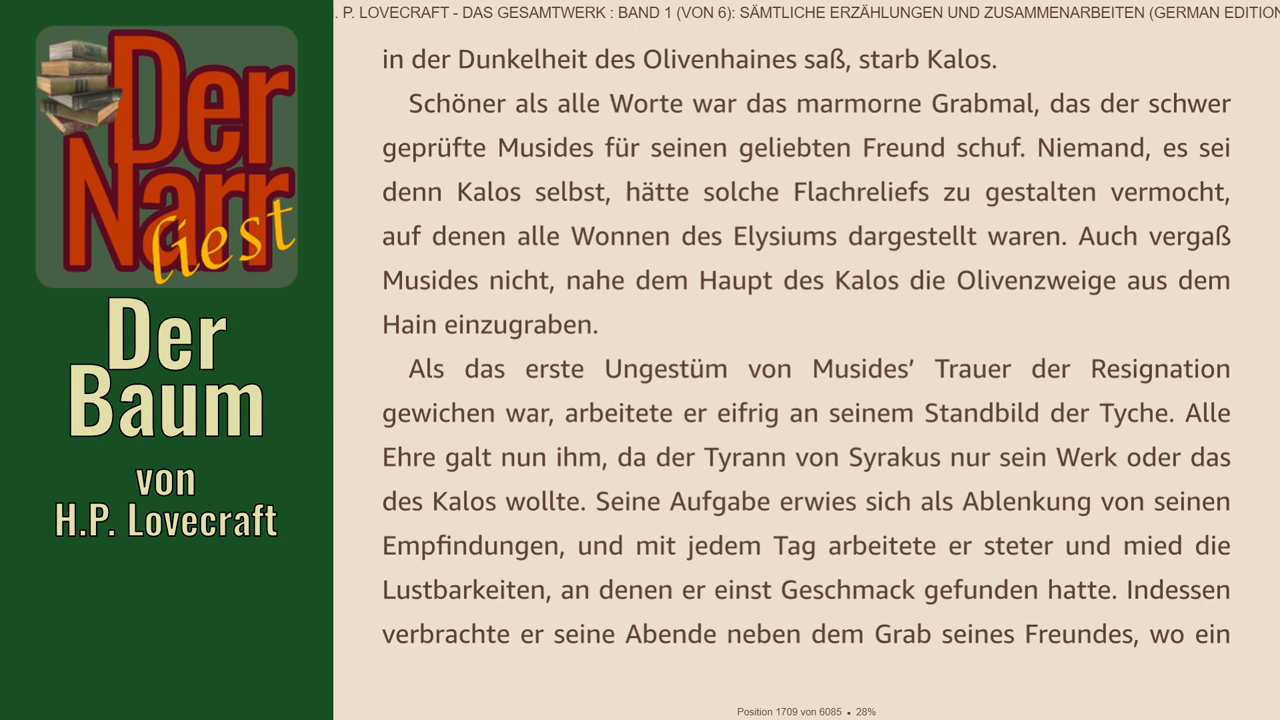 Der
Narr
liest
Der
Baum
von
H.P. Lovecraft
. P. LOVECRAFT - DAS GESAMTWERK : BAND 1 (VON 6): SÄMTLICHE ERZÄHLUNGEN UND ZUSAMMENARBEITEN (GERMAN EDITION
in der Dunkelheit des Olivenhaines saß, starb Kalos.
Schöner als alle Worte war das marmorne Grabmal, das der schwer
geprüfte Musides für seinen geliebten Freund schuf. Niemand, es sei
denn Kalos selbst, hätte solche Flachreliefs zu gestalten vermocht,
auf denen alle Wonnen des Elysiums dargestellt waren. Auch vergaß
Musides nicht, nahe dem Haupt des Kalos die Olivenzweige aus dem
Hain einzugraben.
Als das erste Ungestüm von Musides’ Trauer der Resignation
gewichen war, arbeitete er eifrig an seinem Standbild der Tyche. Alle
Ehre galt nun ihm, da der Tyrann von Syrakus nur sein Werk oder das
des Kalos wollte. Seine Aufgabe erwies sich als Ablenkung von seinen
Empfindungen, und mit jedem Tag arbeitete er steter und mied die
Lustbarkeiten, an denen er einst Geschmack gefunden hatte. Indessen
verbrachte er seine Abende neben dem Grab seines Freundes, wo ein
Position 1709 von 6085 • 28%